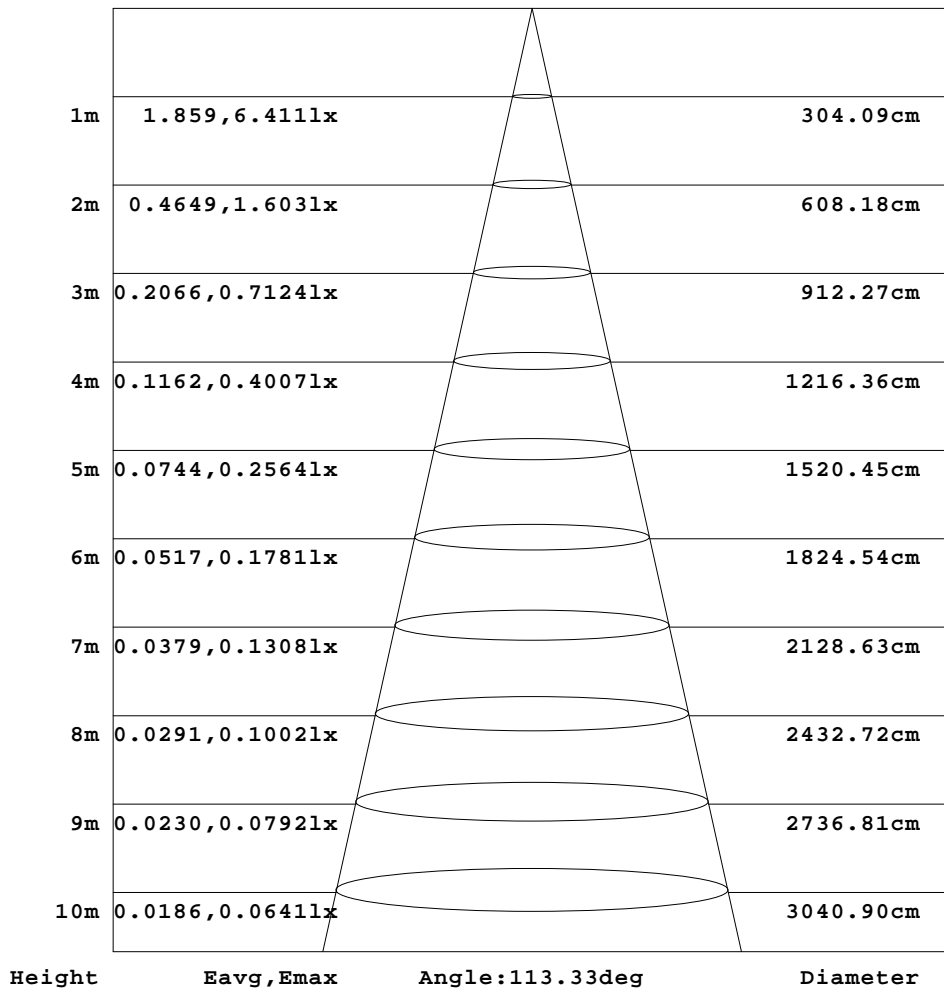 1m 1.859,6.411lx 304.09cm
2m 0.4649,1.603lx 608.18cm
3m 0.2066,0.7124lx 912.27cm
4m 0.1162,0.4007lx 1216.36cm
5m 0.0744,0.2564lx 1520.45cm
6m 0.0517,0.1781lx 1824.54cm
7m 0.0379,0.1308lx 2128.63cm
8m 0.0291,0.1002lx 2432.72cm
9m 0.0230,0.0792lx 2736.81cm
10m 0.0186,0.0641lx 3040.90cm
Height Eavg,Emax Angle:113.33deg Diameter